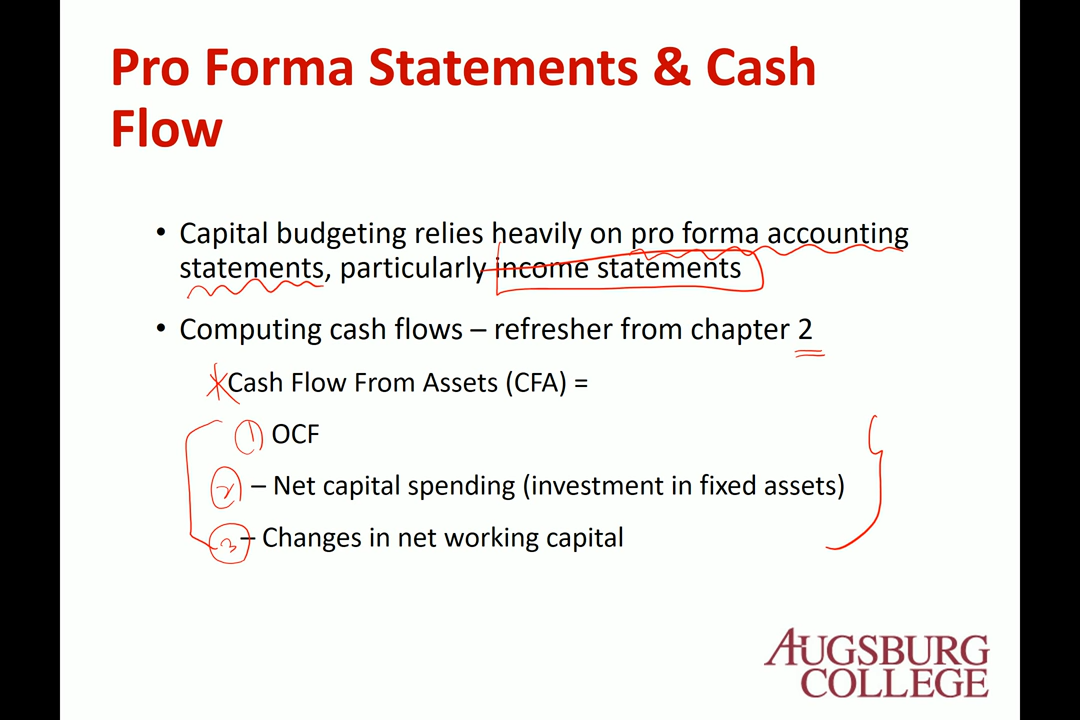 Pro Forma Statements & Cash
Flow
• Capital budgeting relies heavily on pro forma accounting
statements, particularly income statements
• Computing cash flows – refresher from chapter 2
Cash Flow From Assets (CFA) =
1 OCF
2 – Net capital spending (investment in fixed assets)
3 – Changes in net working capital
AUGSBURG
COLLEGE